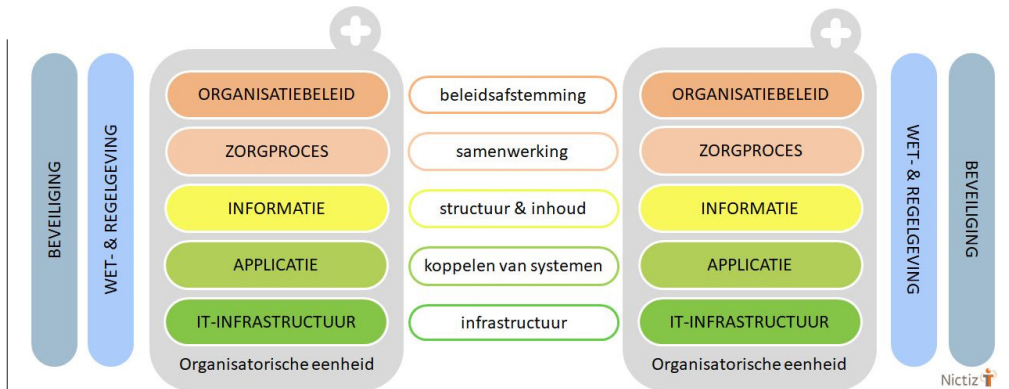 BEVEILIGING
WET- & REGELGEVING
ORGANISATIEBELEID
beleidsafstemming
ORGANISATIEBELEID
ZORGPROCES
samenwerking
ZORGPROCES
INFORMATIE
structuur & inhoud
INFORMATIE
APPLICATIE
koppelen van systemen
APPLICATIE
IT-INFRASTRUCTUUR
infrastructuur
IT-INFRASTRUCTUUR
Organisatorische eenheid
Organisatorische eenheid
WET- & REGELGEVING
BEVEILIGING
Nictiz